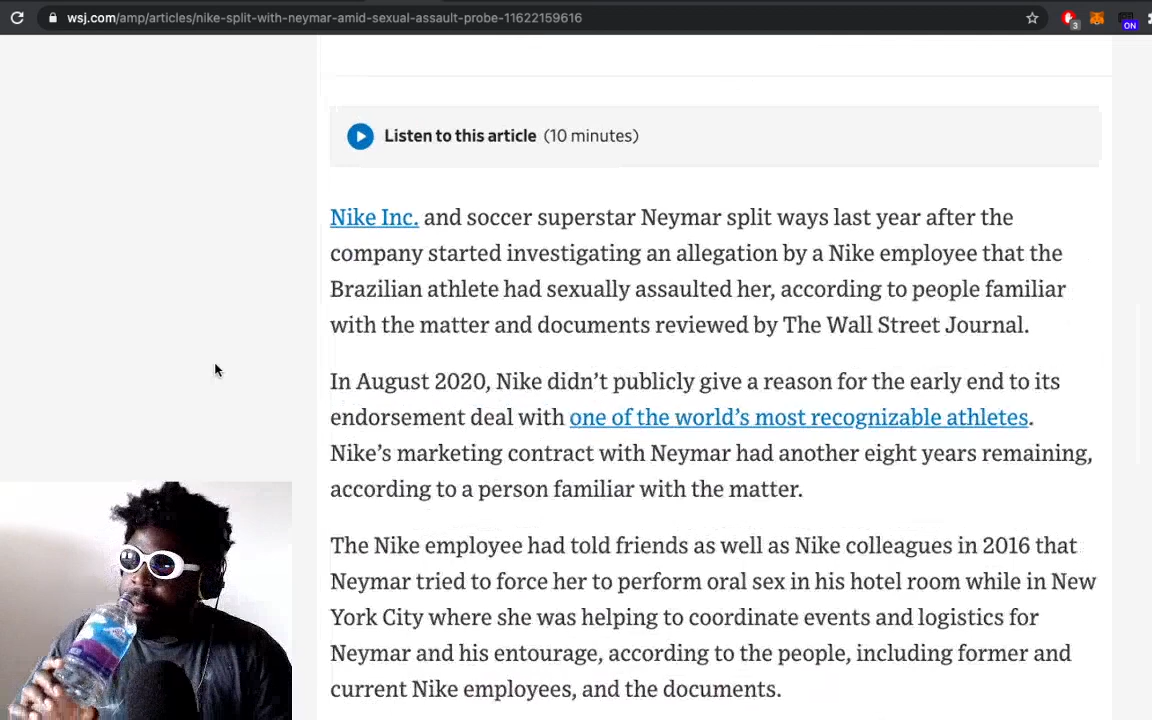 wsj.com/amp/articles/nike-split-with-neymar-amid-sexual-assault-probe-11622159616
3
ON
Listen to this article (10 minutes)
Nike Inc. and soccer superstar Neymar split ways last year after the
company started investigating an allegation by a Nike employee that the
Brazilian athlete had sexually assaulted her, according to people familiar
with the matter and documents reviewed by The Wall Street Journal.
In August 2020, Nike didn’t publicly give a reason for the early end to its
endorsement deal with one of the world’s most recognizable athletes.
Nike’s marketing contract with Neymar had another eight years remaining,
according to a person familiar with the matter.
The Nike employee had told friends as well as Nike colleagues in 2016 that
Neymar tried to force her to perform oral sex in his hotel room while in New
York City where she was helping to coordinate events and logistics for
Neymar and his entourage, according to the people, including former and
current Nike employees, and the documents.